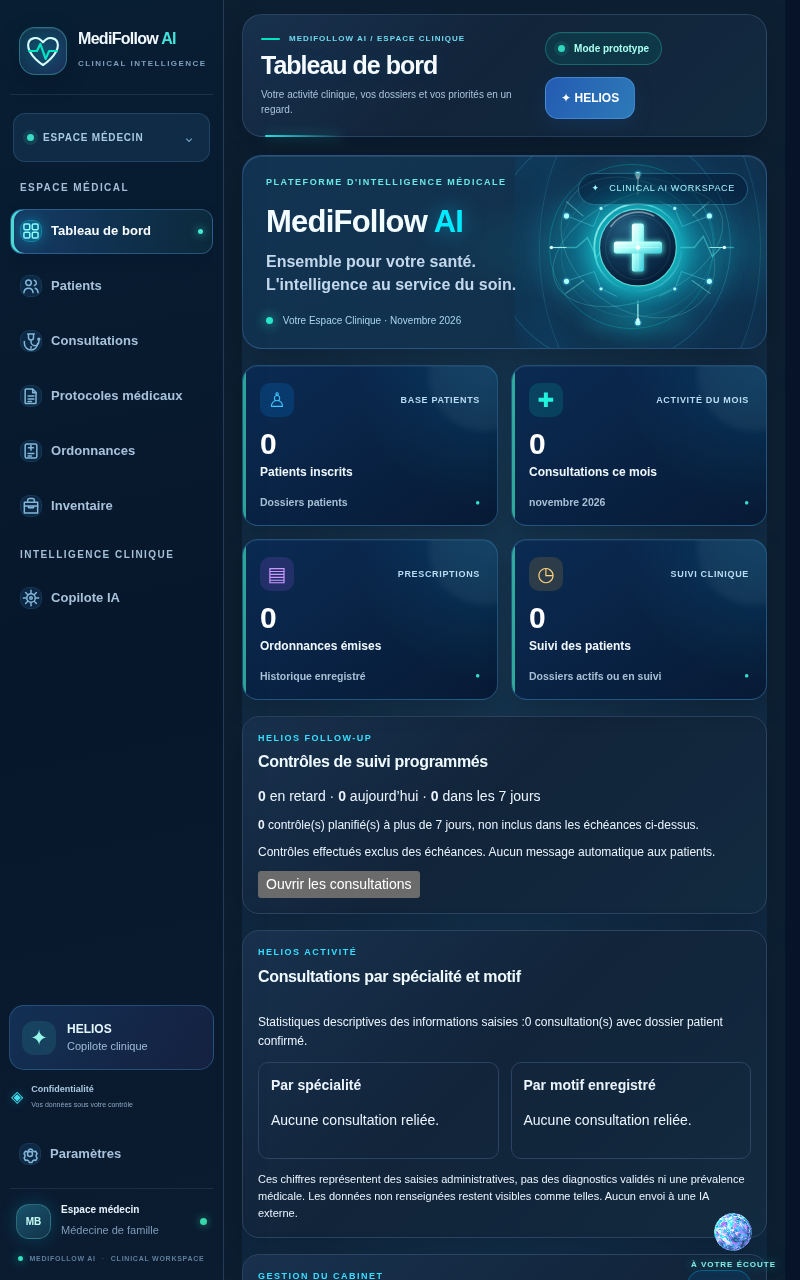 MediFollow AI
CLINICAL INTELLIGENCE
ESPACE MÉDECIN
ESPACE MÉDICAL
Tableau de bord
Patients
Consultations
Protocoles médicaux
Ordonnances
Inventaire
INTELLIGENCE CLINIQUE
Copilote IA
HELIOS
Copilote clinique
Confidentialité
Vos données sous votre contrôle
Paramètres
MB
Espace médecin
Médecine de famille
MEDIFOLLOW AI · CLINICAL WORKSPACE
MEDIFOLLOW AI / ESPACE CLINIQUE
Tableau de bord
Votre activité clinique, vos dossiers et vos priorités en un
regard.
Mode prototype
✦ HELIOS
PLATEFORME D'INTELLIGENCE MÉDICALE
✦ CLINICAL AI WORKSPACE
MediFollow AI
Ensemble pour votre santé.
L'intelligence au service du soin.
Votre Espace Clinique · Novembre 2026
BASE PATIENTS
0
Patients inscrits
Dossiers patients
ACTIVITÉ DU MOIS
0
Consultations ce mois
novembre 2026
PRESCRIPTIONS
0
Ordonnances émises
Historique enregistré
SUIVI CLINIQUE
0
Suivi des patients
Dossiers actifs ou en suivi
HELIOS FOLLOW-UP
Contrôles de suivi programmés
0 en retard · 0 aujourd’hui · 0 dans les 7 jours
0 contrôle(s) planifié(s) à plus de 7 jours, non inclus dans les échéances ci-dessus.
Contrôles effectués exclus des échéances. Aucun message automatique aux patients.
Ouvrir les consultations
HELIOS ACTIVITÉ
Consultations par spécialité et motif
Statistiques descriptives des informations saisies :0 consultation(s) avec dossier patient
confirmé.
Par spécialité
Aucune consultation reliée.
Par motif enregistré
Aucune consultation reliée.
Ces chiffres représentent des saisies administratives, pas des diagnostics validés ni une prévalence
médicale. Les données non renseignées restent visibles comme telles. Aucun envoi à une IA
externe.
À VOTRE ÉCOUTE
GESTION DU CABINET